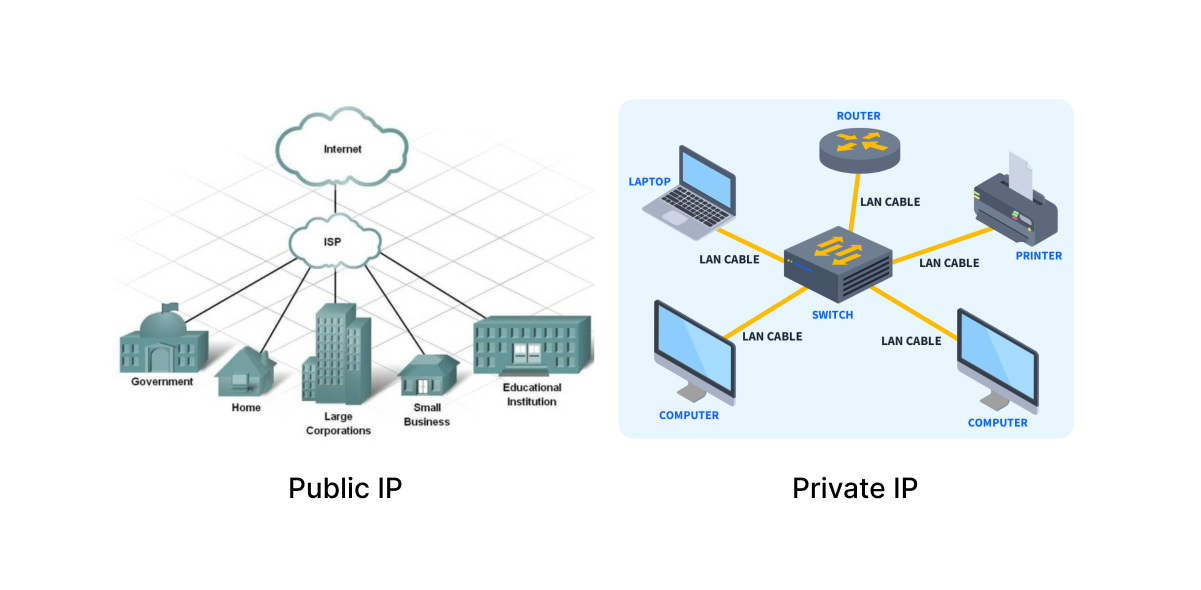 Internet
ISP
Government
Home
Large
Corporations
Small
Business
Educational
Institution
Public IP
ROUTER
LAPTOP
LAN CABLE
LAN CABLE
LAN CABLE
PRINTER
SWITCH
LAN CABLE
LAN CABLE
COMPUTER
COMPUTER
Private IP